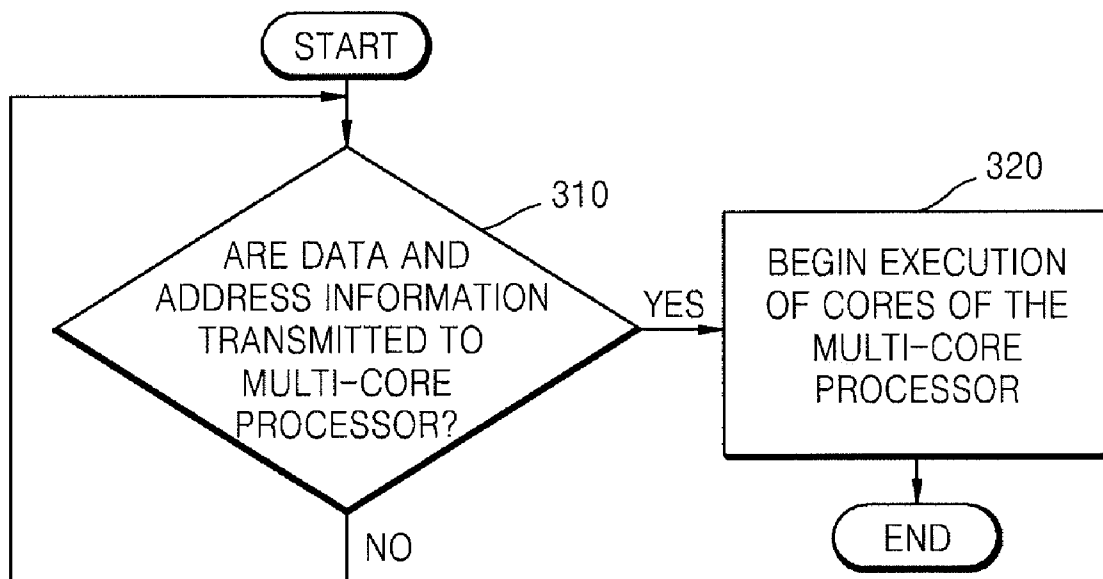 START
310
ARE DATA AND
ADDRESS INFORMATION
TRANSMITTED TO
MULTI-CORE
PROCESSOR?
YES
NO
320
BEGIN EXECUTION
OF CORES OF THE
MULTI-CORE
PROCESSOR
END